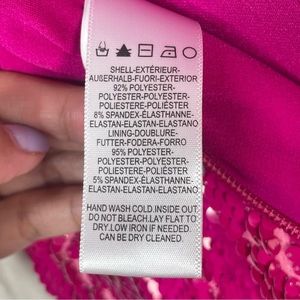 SHELL-EXTÉRIEUR-
AUßERHALB-FUORI-EXTERIOR
92% POLYESTER-
POLYESTER-POLYESTER-
POLIESTERE-POLIÉSTER
8% SPANDEX-ÉLASTHANNE-
ELASTAN-ELASTAN-ELASTANO
LINING-DOUBLURE-
FUTTER-FODERA-FORRO
95% POLYESTER-
POLYESTER-POLYESTER-
POLIESTERE-POLIÉSTER
5% SPANDEX-ÉLASTHANNE-
ELASTAN-ELASTAN-ELASTANO
HAND WASH COLD.INSIDE OUT
DO NOT BLEACH.LAY FLAT TO
DRY.LOW IRON IF NEEDED.
CAN BE DRY CLEANED.